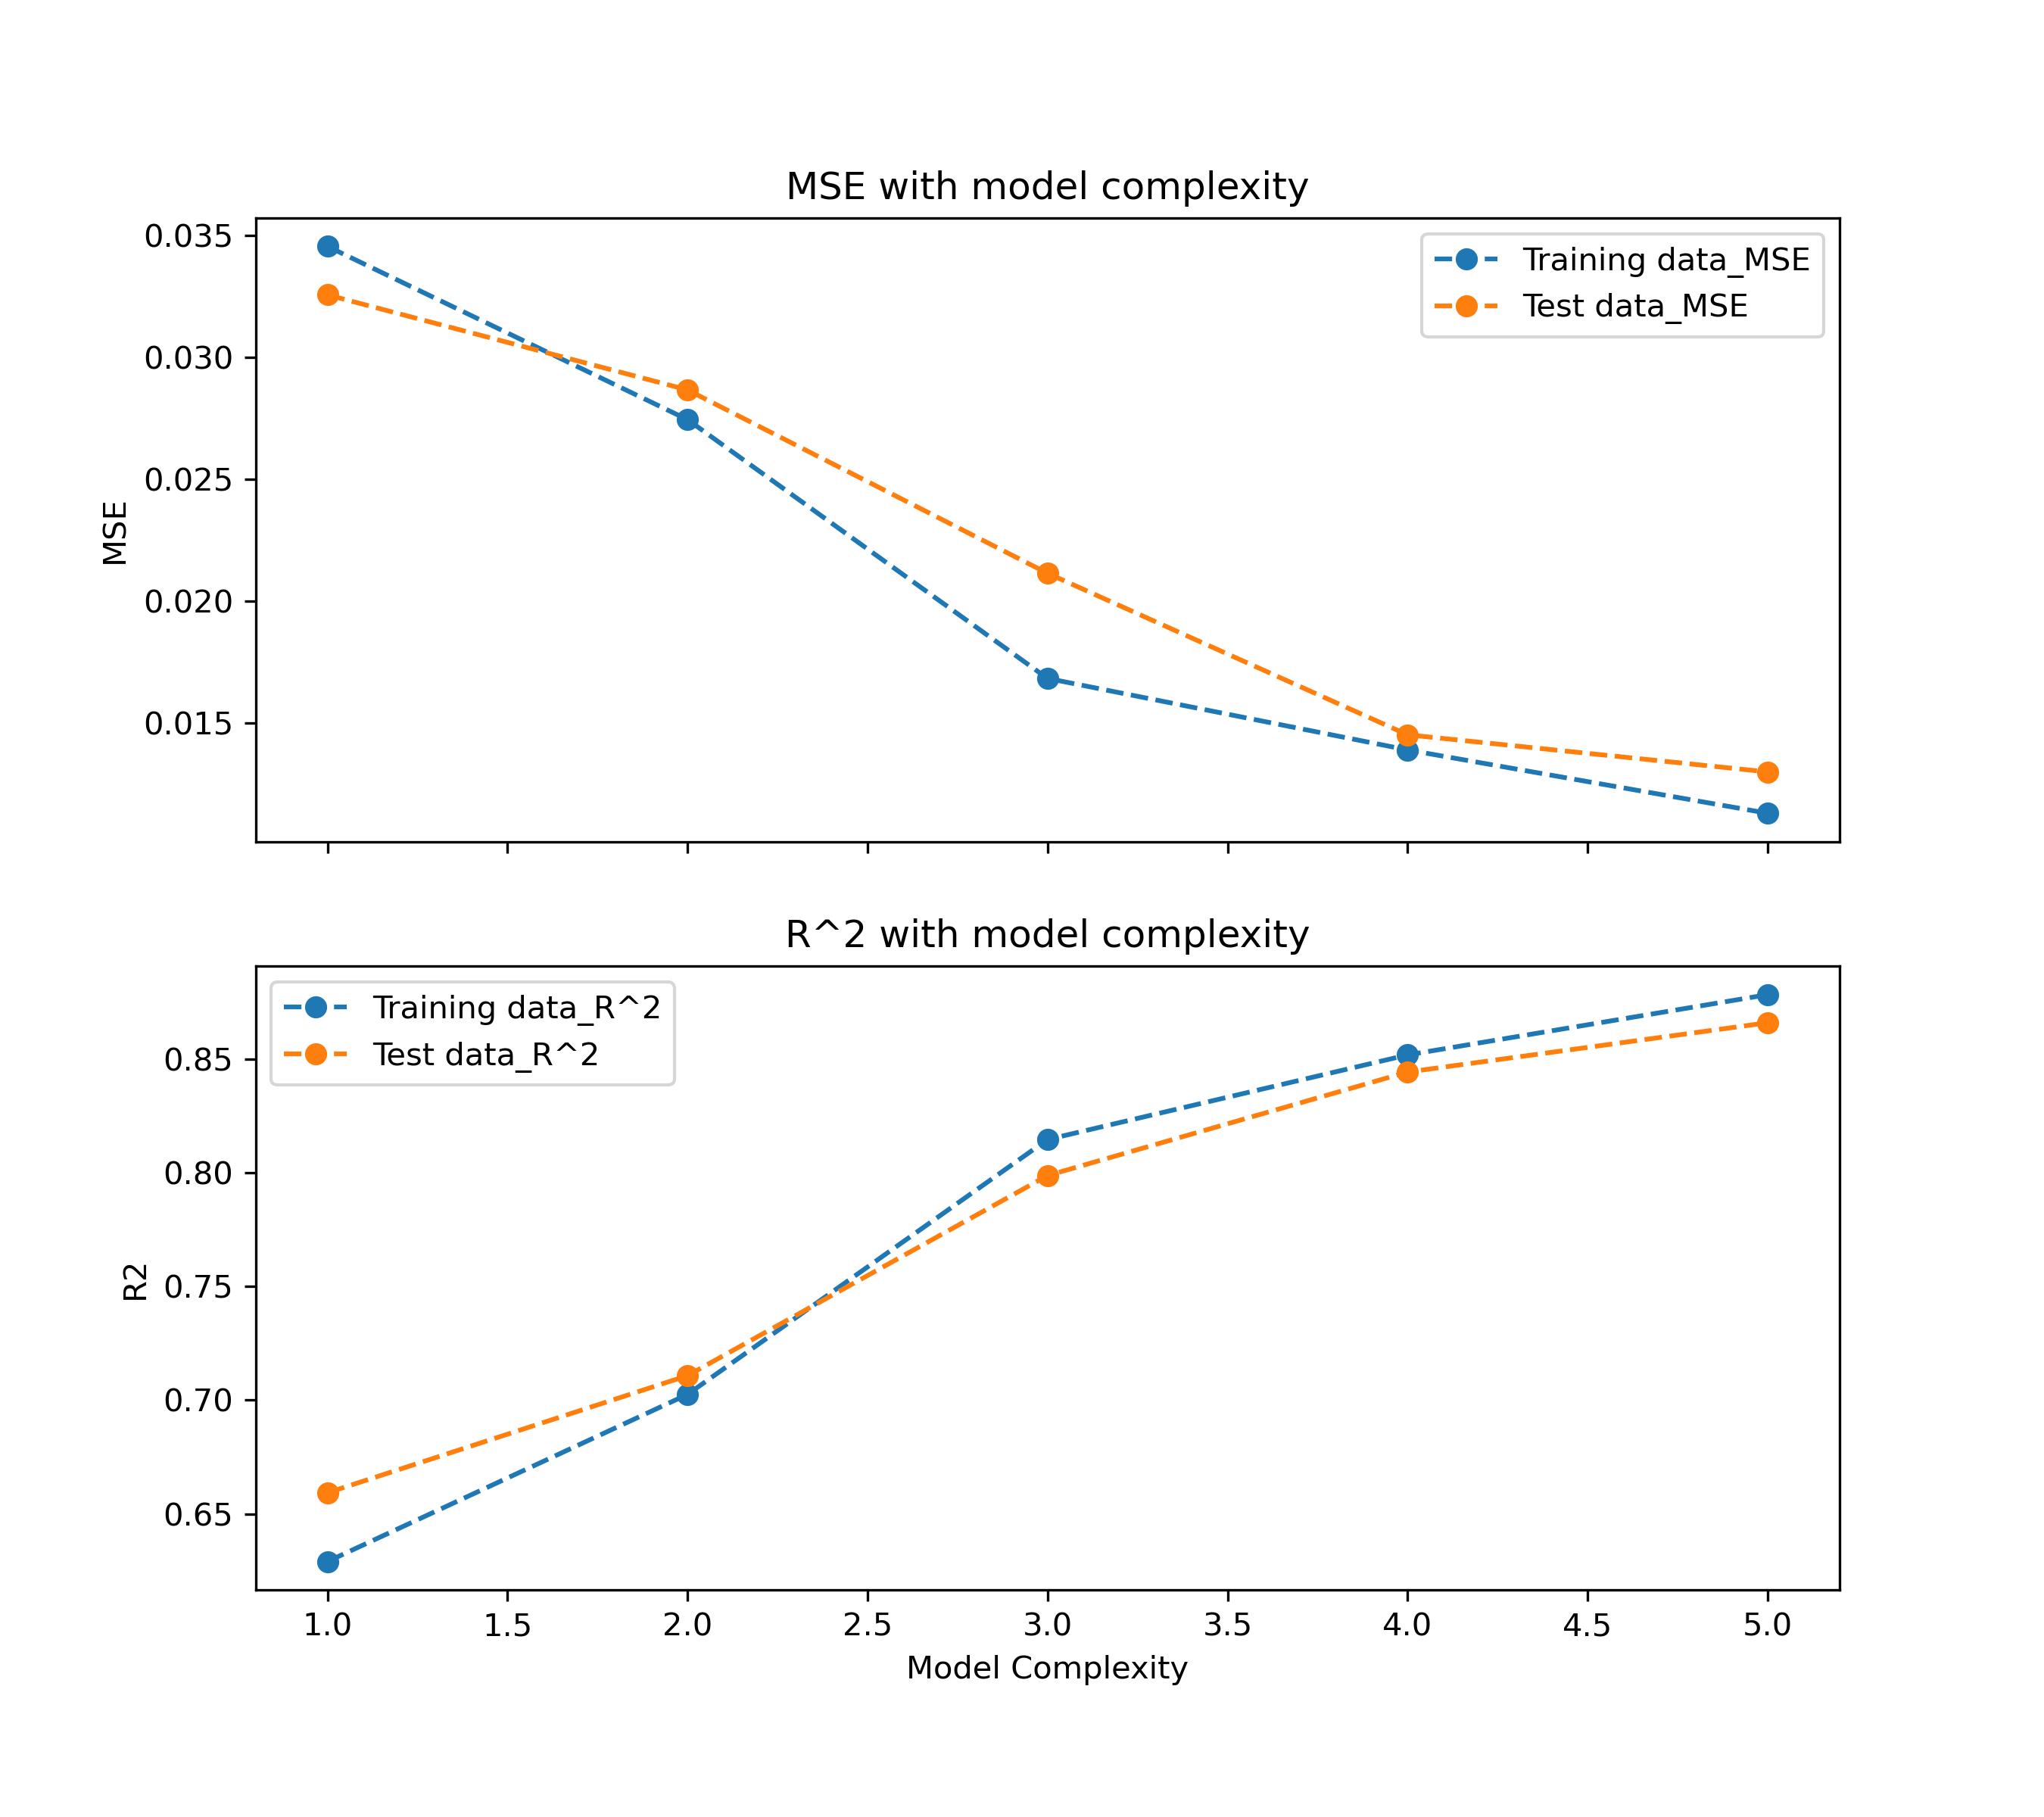 MSE with model complexity
0.035
0.030
0.025
0.020
0.015
MSE
Training data_MSE
Test data_MSE
R^2 with model complexity
Training data_R^2
Test data_R^2
0.85
0.80
0.75
0.70
0.65
R2
1.0 1.5 2.0 2.5 3.0 3.5 4.0 4.5 5.0
Model Complexity